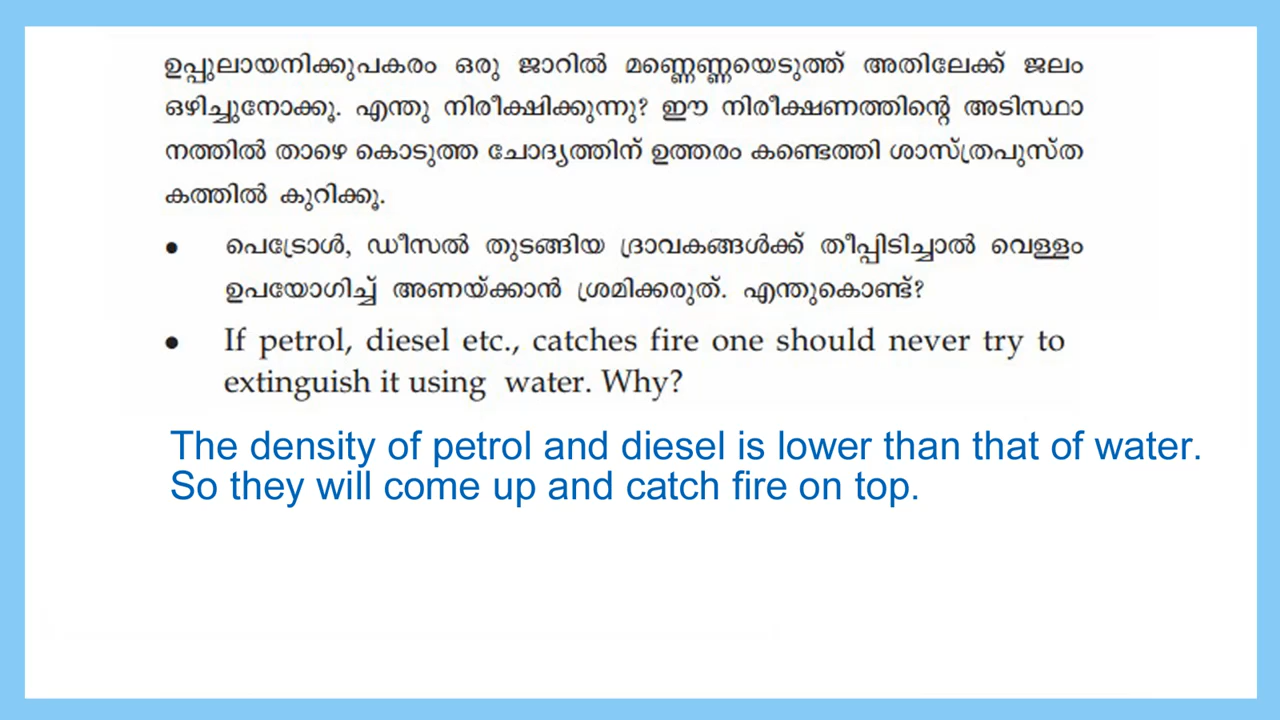 ഉപ്പുലായനിക്കുപകരം ഒരു ജാറിൽ മണ്ണെണ്ണയെടുത്ത് അതിലേക്ക് ജലം
ഒഴിച്ചുനോക്കൂ. എന്തു നിരീക്ഷിക്കുന്നു? ഈ നിരീക്ഷണത്തിന്റെ അടിസ്ഥാ
നത്തിൽ താഴെ കൊടുത്ത ചോദ്യത്തിന് ഉത്തരം കണ്ടെത്തി ശാസ്ത്രപുസ്ത
കത്തിൽ കുറിക്കൂ.
● പെട്രോൾ, ഡീസൽ തുടങ്ങിയ ദ്രാവകങ്ങൾക്ക് തീപ്പിടിച്ചാൽ വെള്ളം
ഉപയോഗിച്ച് അണയ്ക്കാൻ ശ്രമിക്കരുത്. എന്തുകൊണ്ട്?
● If petrol, diesel etc., catches fire one should never try to
extinguish it using water. Why?
The density of petrol and diesel is lower than that of water.
So they will come up and catch fire on top.